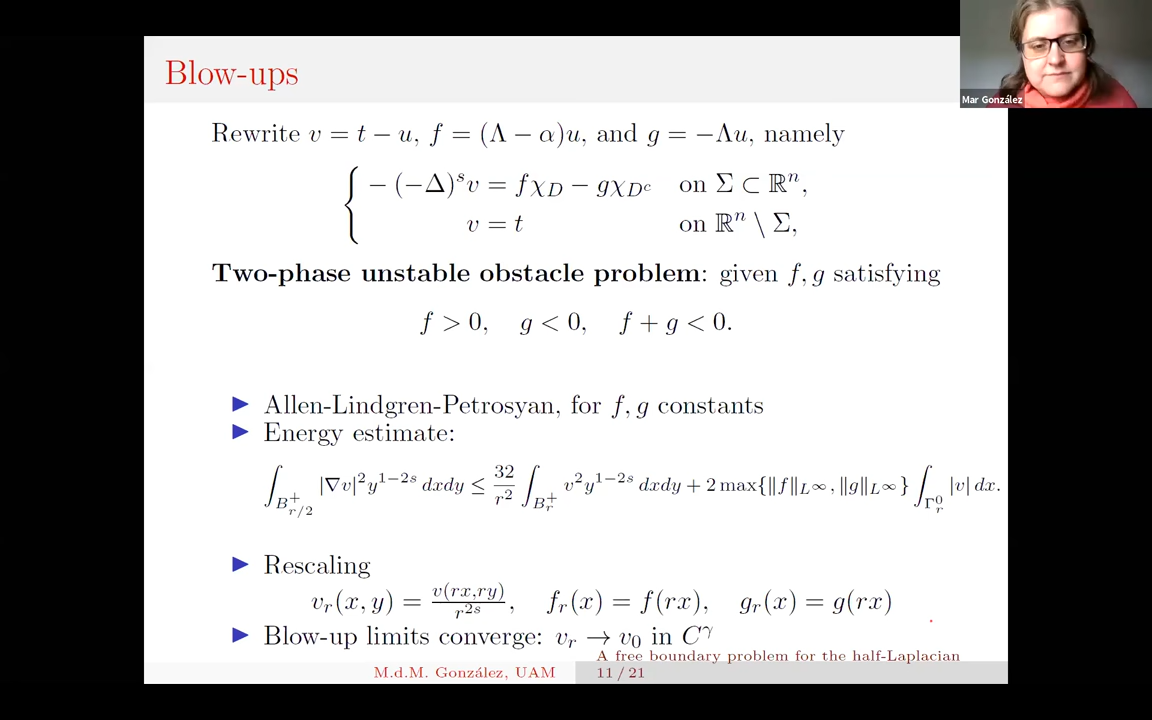 Blow-ups
Mar González
Rewrite v = t − u, f = (Λ − α)u, and g = −Λu, namely
− (−Δ)^s v = fχ_D − gχ_{D^c} on Σ ⊂ ℝ^n,
v = t on ℝ^n \ Σ,
Two-phase unstable obstacle problem: given f, g satisfying
f > 0, g < 0, f + g < 0.
▶ Allen-Lindgren-Petrosyan, for f, g constants
▶ Energy estimate:
∫_{B^+_{r/2}} |∇v|^2 y^{1−2s} dxdy ≤ 32/r^2 ∫_{B^+_r} v^2 y^{1−2s} dxdy + 2 max{‖f‖_{L^∞}, ‖g‖_{L^∞}} ∫_{Γ^0_r} |v| dx.
▶ Rescaling
v_r(x, y) = v(rx,ry)/r^{2s}, f_r(x) = f(rx), g_r(x) = g(rx)
▶ Blow-up limits converge: v_r → v_0 in C^γ
A free boundary problem for the half-Laplacian
M.d.M. González, UAM 11 / 21